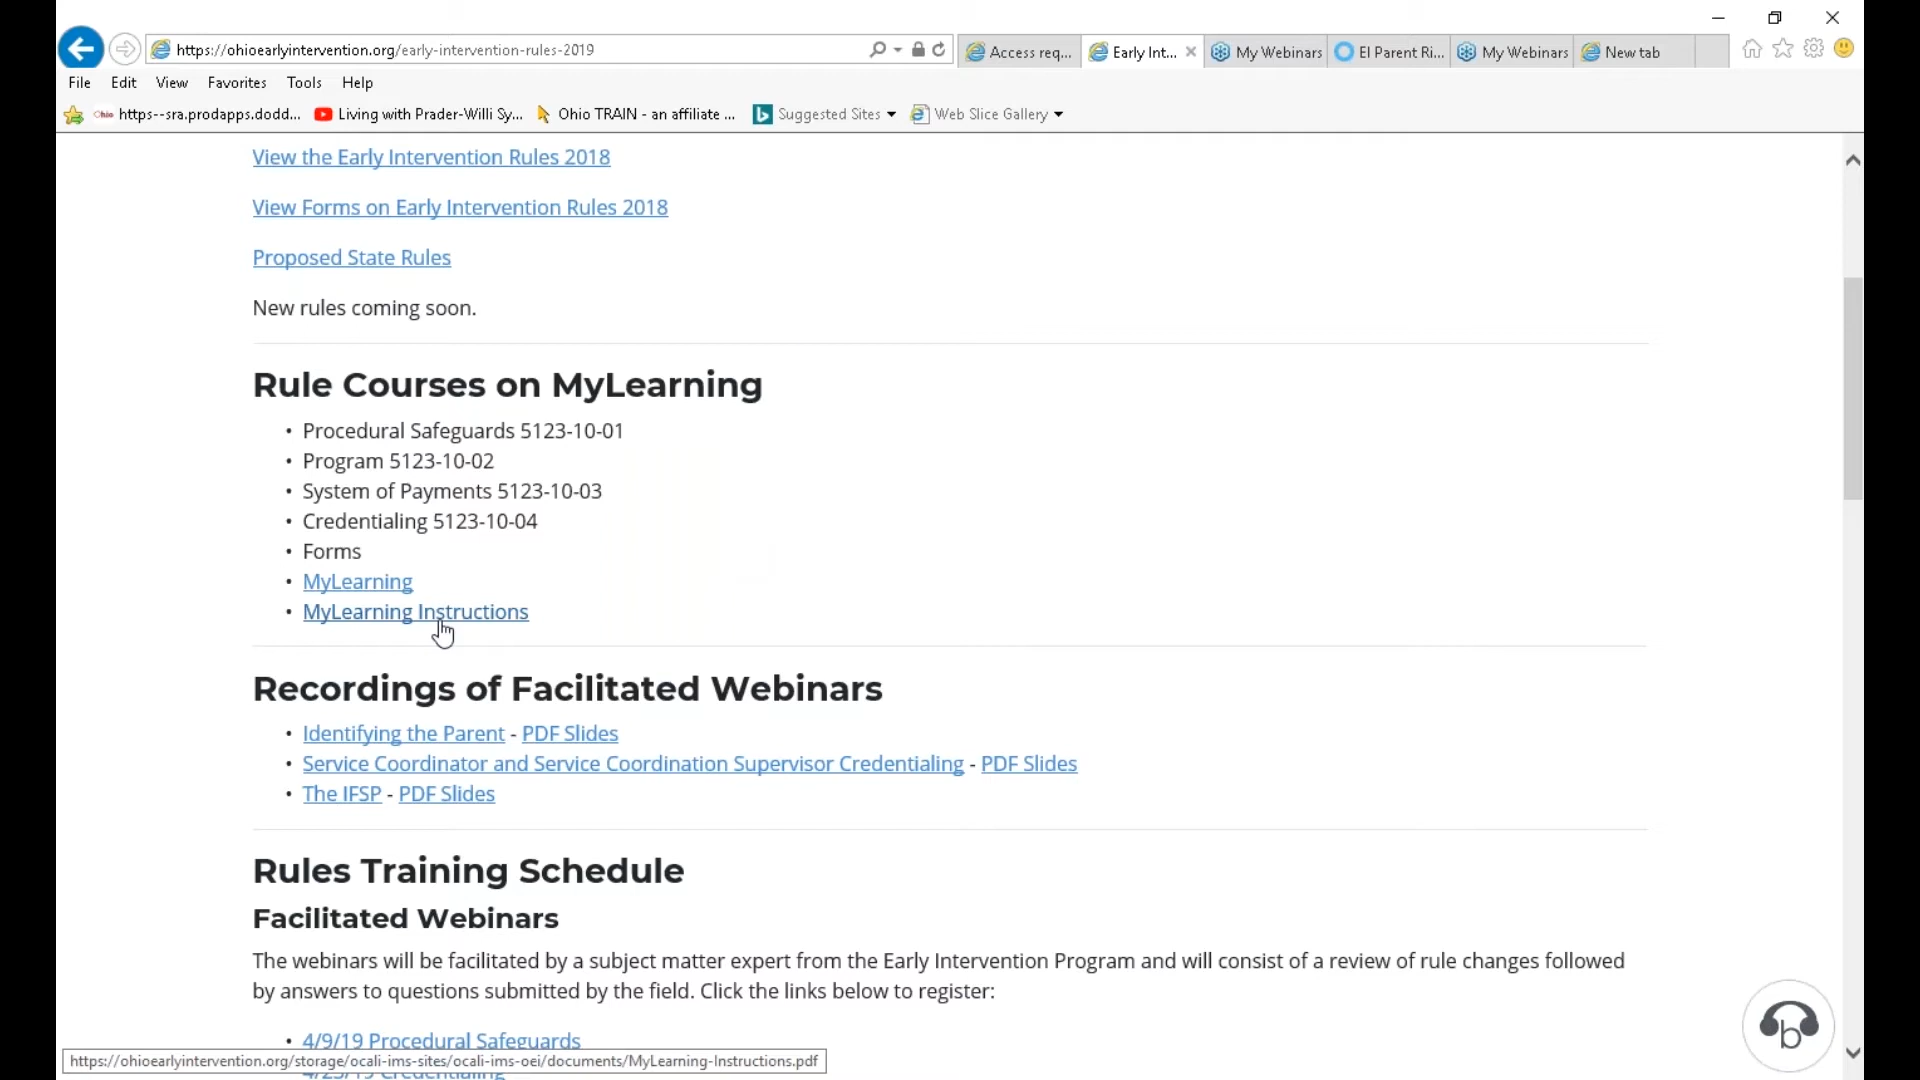 https://ohioearlyintervention.org/early-intervention-rules-2019
Access req...
Early Int...
My Webinars
EI Parent Ri...
My Webinars
New tab
File Edit View Favorites Tools Help
Ohio https--sra.prodapps.dodd...
Living with Prader-Willi Sy...
Ohio TRAIN - an affiliate ...
Suggested Sites
Web Slice Gallery
View the Early Intervention Rules 2018
View Forms on Early Intervention Rules 2018
Proposed State Rules
New rules coming soon.
Rule Courses on MyLearning
• Procedural Safeguards 5123-10-01
• Program 5123-10-02
• System of Payments 5123-10-03
• Credentialing 5123-10-04
• Forms
• MyLearning
• MyLearning Instructions
Recordings of Facilitated Webinars
• Identifying the Parent - PDF Slides
• Service Coordinator and Service Coordination Supervisor Credentialing - PDF Slides
• The IFSP - PDF Slides
Rules Training Schedule
Facilitated Webinars
The webinars will be facilitated by a subject matter expert from the Early Intervention Program and will consist of a review of rule changes followed
by answers to questions submitted by the field. Click the links below to register:
• 4/9/19 Procedural Safeguards
4/23/19 Credentialing
https://ohioearlyintervention.org/storage/ocali-ims-sites/ocali-ims-oei/documents/MyLearning-Instructions.pdf